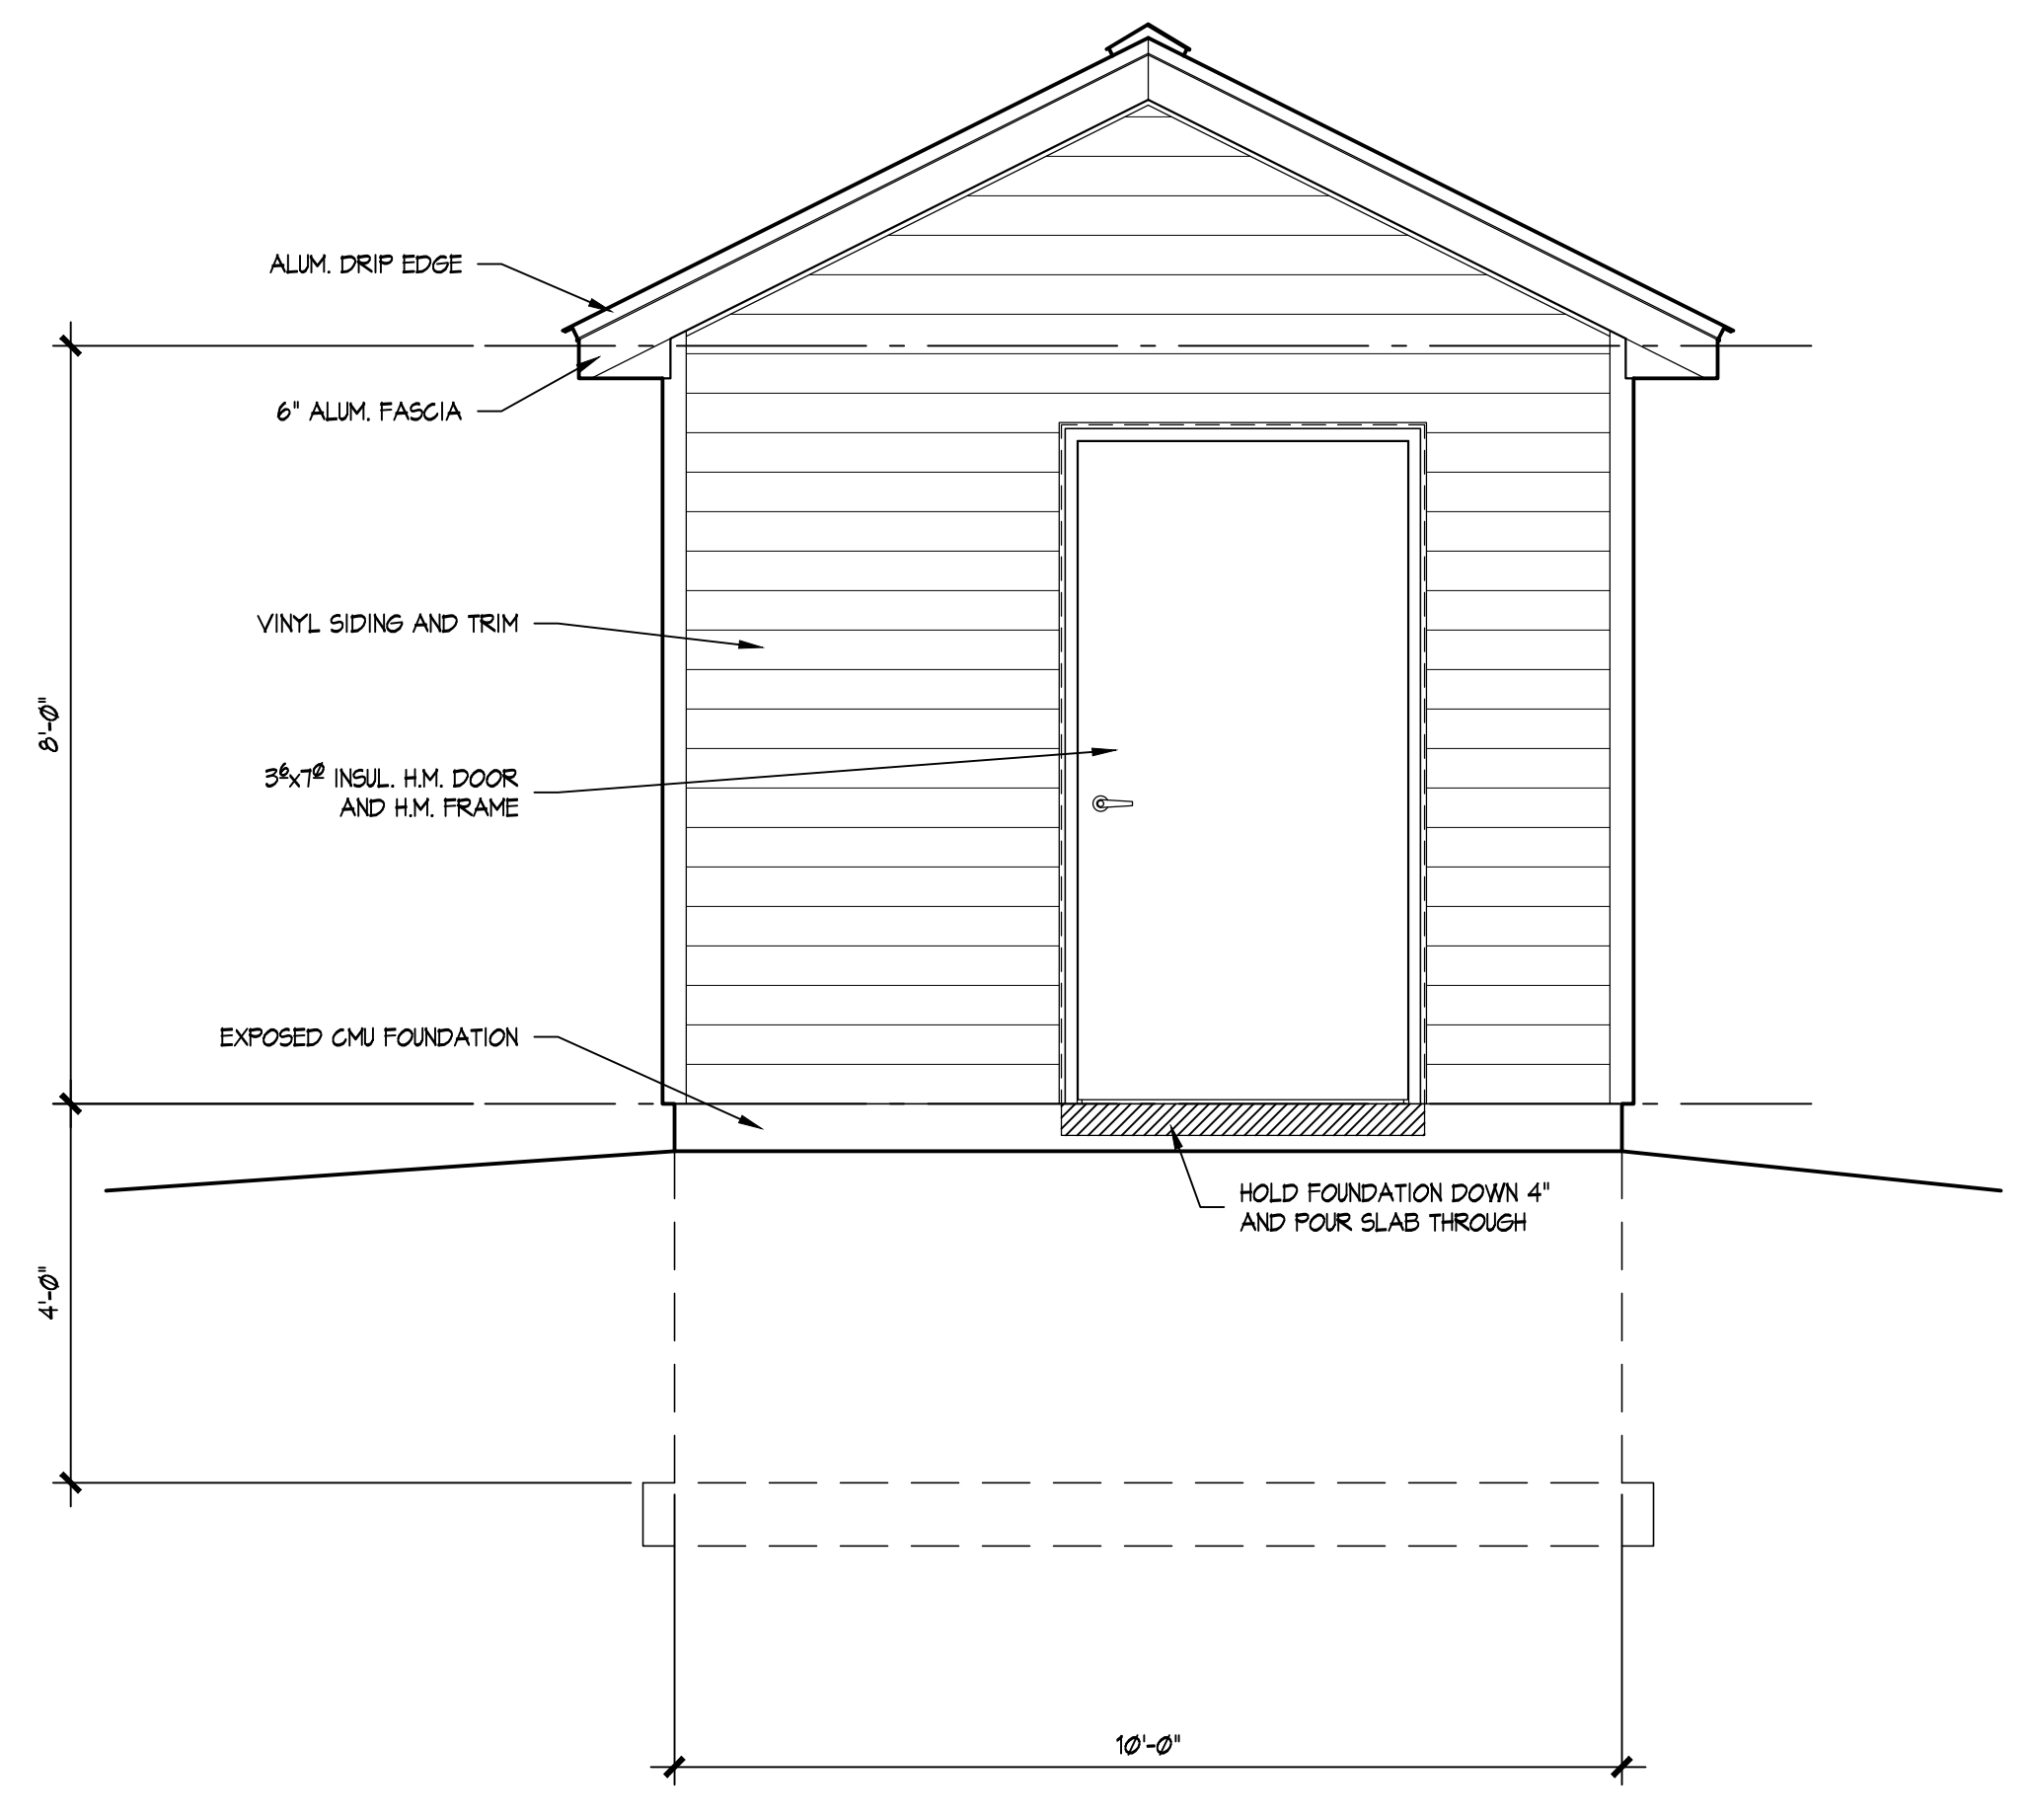 ALUM. DRIP EDGE
6" ALUM. FASCIA
VINYL SIDING AND TRIM
8'-0"
3⁶x7⁰ INSUL. H.M. DOOR
AND H.M. FRAME
EXPOSED CMU FOUNDATION
HOLD FOUNDATION DOWN 4"
AND POUR SLAB THROUGH
4'-0"
10'-0"